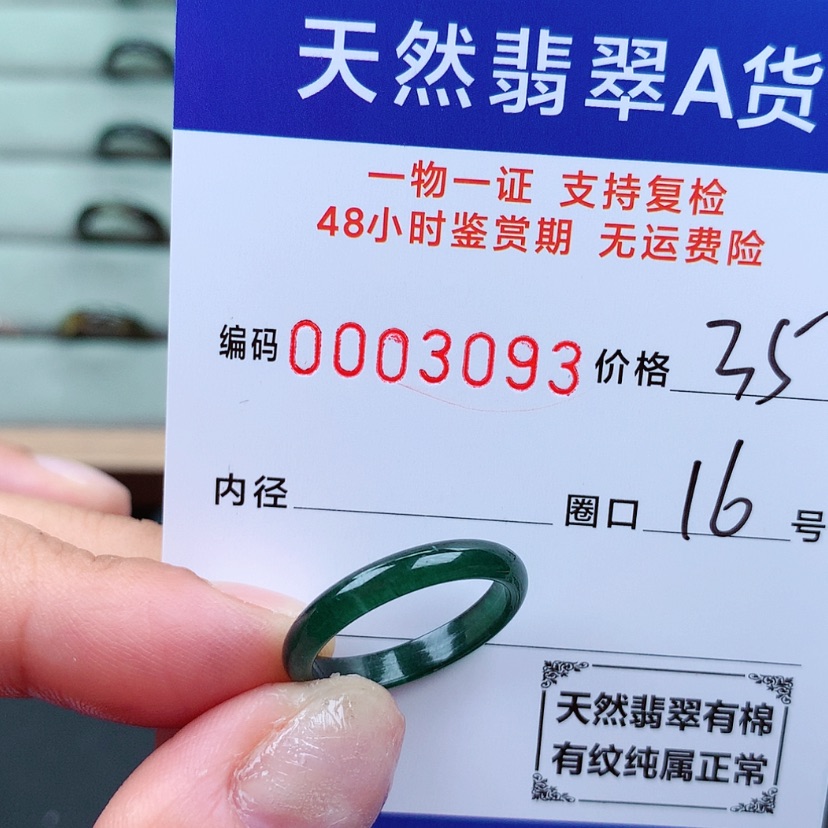 天然翡翠A货
一物一证 支持复检
48小时鉴赏期 无运费险
编码 0003093 价格 35
内径 圈口 16 号
天然翡翠有棉
有纹纯属正常